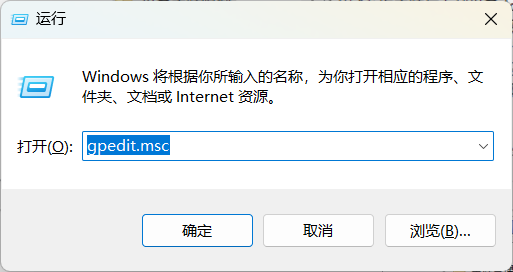 运行
Windows 将根据你所输入的名称，为你打开相应的程序、文
件夹、文档或 Internet 资源。
打开(O): gpedit.msc
确定 取消 浏览(B)...